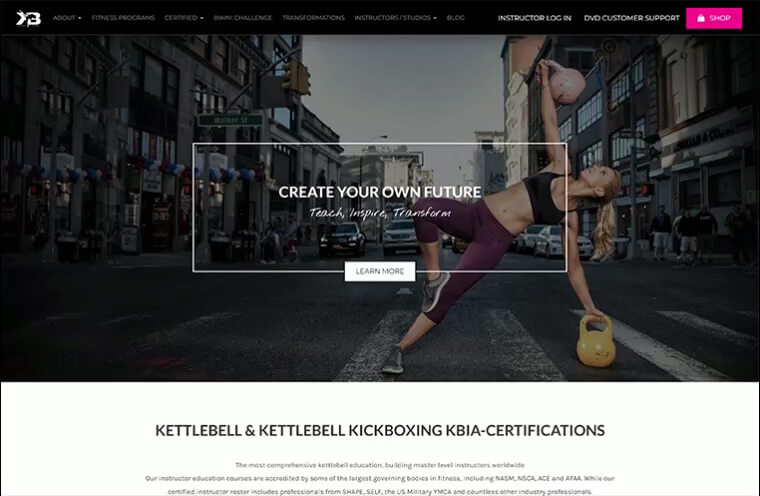 KB ABOUT FITNESS PROGRAMS CERTIFIED BIKINI CHALLENGE TRANSFORMATIONS INSTRUCTORS / STUDIOS BLOG INSTRUCTOR LOG IN DVD CUSTOMER SUPPORT SHOP
Walker St
CREATE YOUR OWN FUTURE
Teach, Inspire, Transform
LEARN MORE
KETTLEBELL & KETTLEBELL KICKBOXING KBIA-CERTIFICATIONS
The most comprehensive kettlebell education, building master level instructors worldwide
Our instructor education courses are accredited by some of the largest governing bodies in fitness, including NASM, NSCA, ACE and AFAA. While our
certified instructor roster includes professionals from SHAPE, SELF, the US Military YMCA and countless other industry professionals.